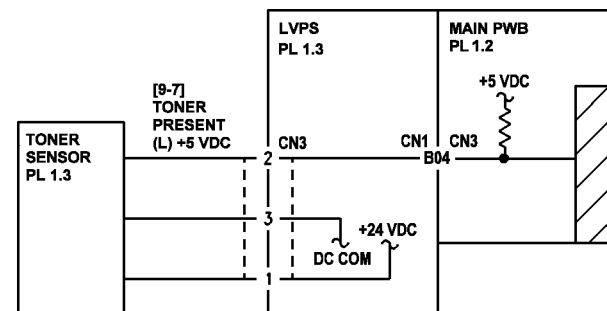 LVPS
PL 1.3
MAIN PWB
PL 1.2
+5 VDC
[9-7]
TONER
PRESENT
(L) +5 VDC
TONER
SENSOR
PL 1.3
2 CN3
CN1 CN3
B04
3
+24 VDC
DC COM
1